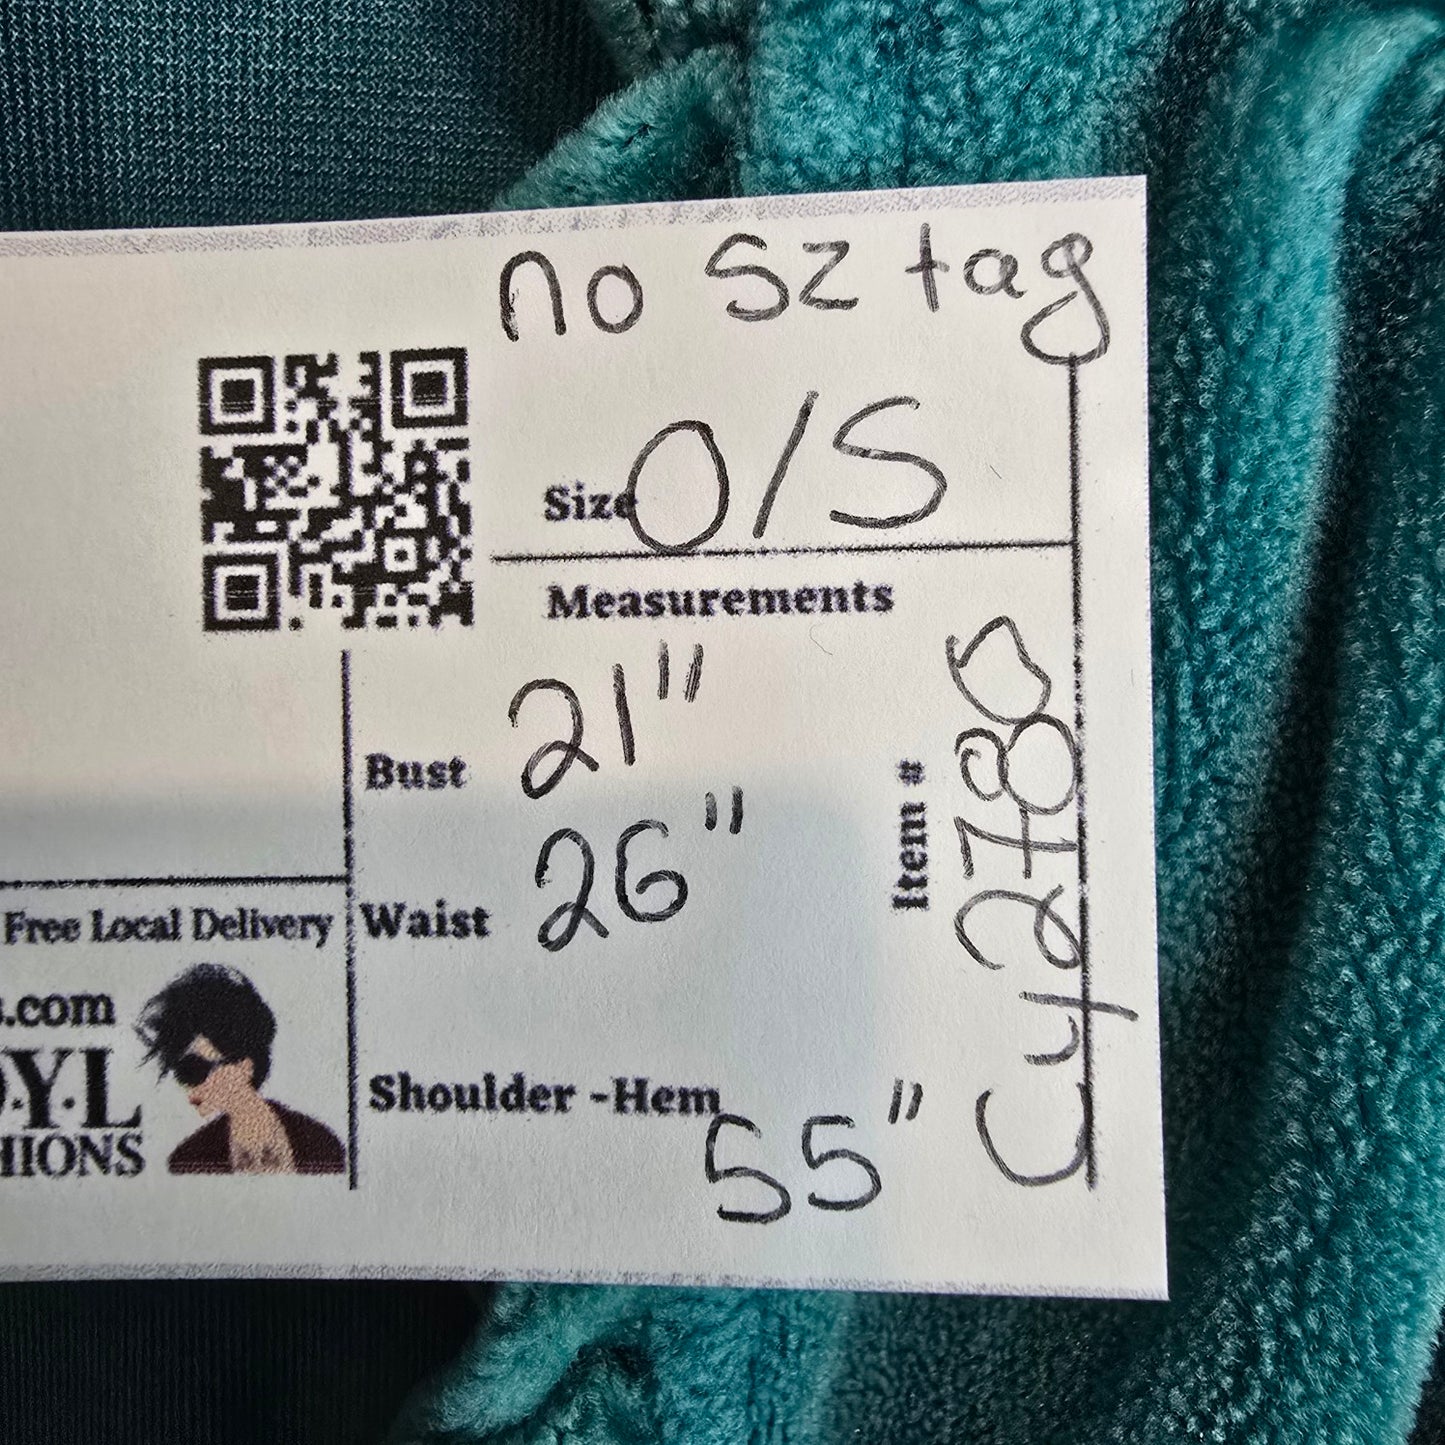 no sz tag
Size O/S
Measurements
Bust 21"
Waist 26"
Shoulder -Hem 55"
Item # C42780
Free Local Delivery
s.com
O.Y.L
HIONS